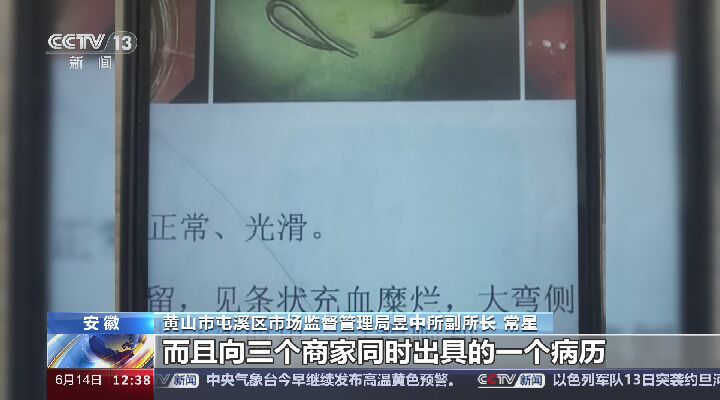 CCTV 13
新闻
正常、光滑。
留，见条状充血糜烂，大弯侧
安徽
黄山市屯溪区市场监督管理局昱中所副所长 常星
而且向三个商家同时出具的一个病历
6月14日 12:38 CCTV新闻 中央气象台今早继续发布高温黄色预警。 CCTV新闻 以色列军队13日突袭约旦河